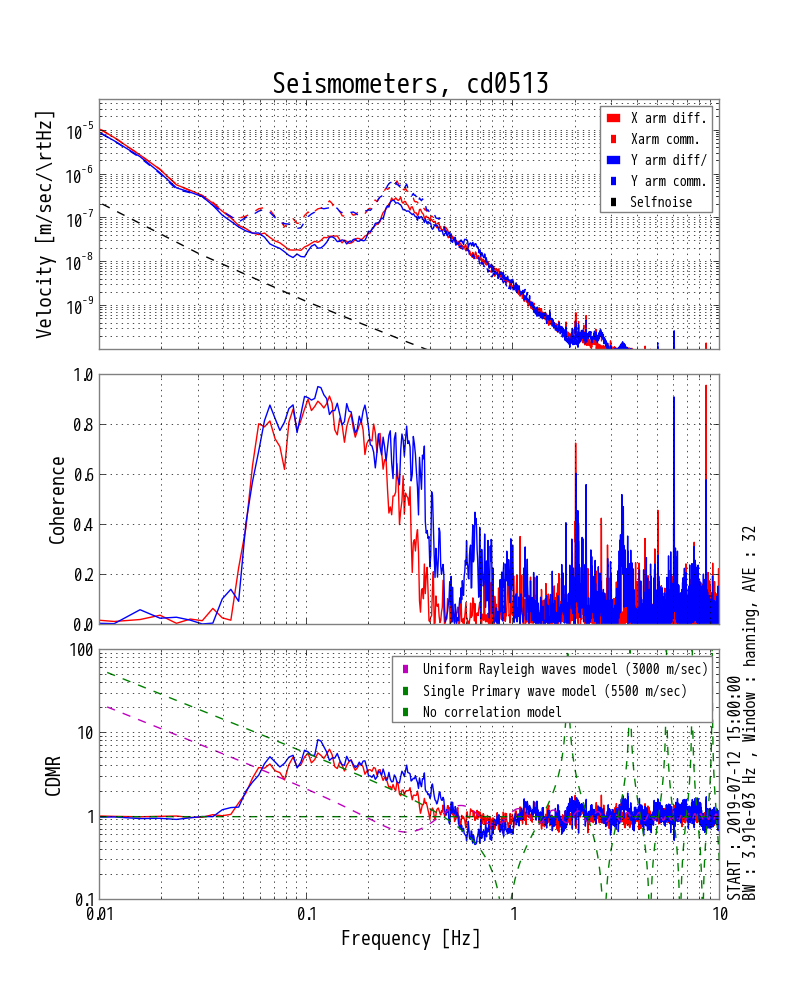 Seismometers, cd0513
Velocity [m/sec/\rtHz]
10^-5
10^-6
10^-7
10^-8
10^-9
X arm diff.
Xarm comm.
Y arm diff/
Y arm comm.
Selfnoise
Coherence
1.0
0.8
0.6
0.4
0.2
0.0
CDMR
100
10
1
0.1
Uniform Rayleigh waves model (3000 m/sec)
Single Primary wave model (5500 m/sec)
No correlation model
0.01 0.1 1 10
Frequency [Hz]
START : 2019-07-12 15:00:00
BW : 3.91e-03 Hz , Window : hanning, AVE : 32